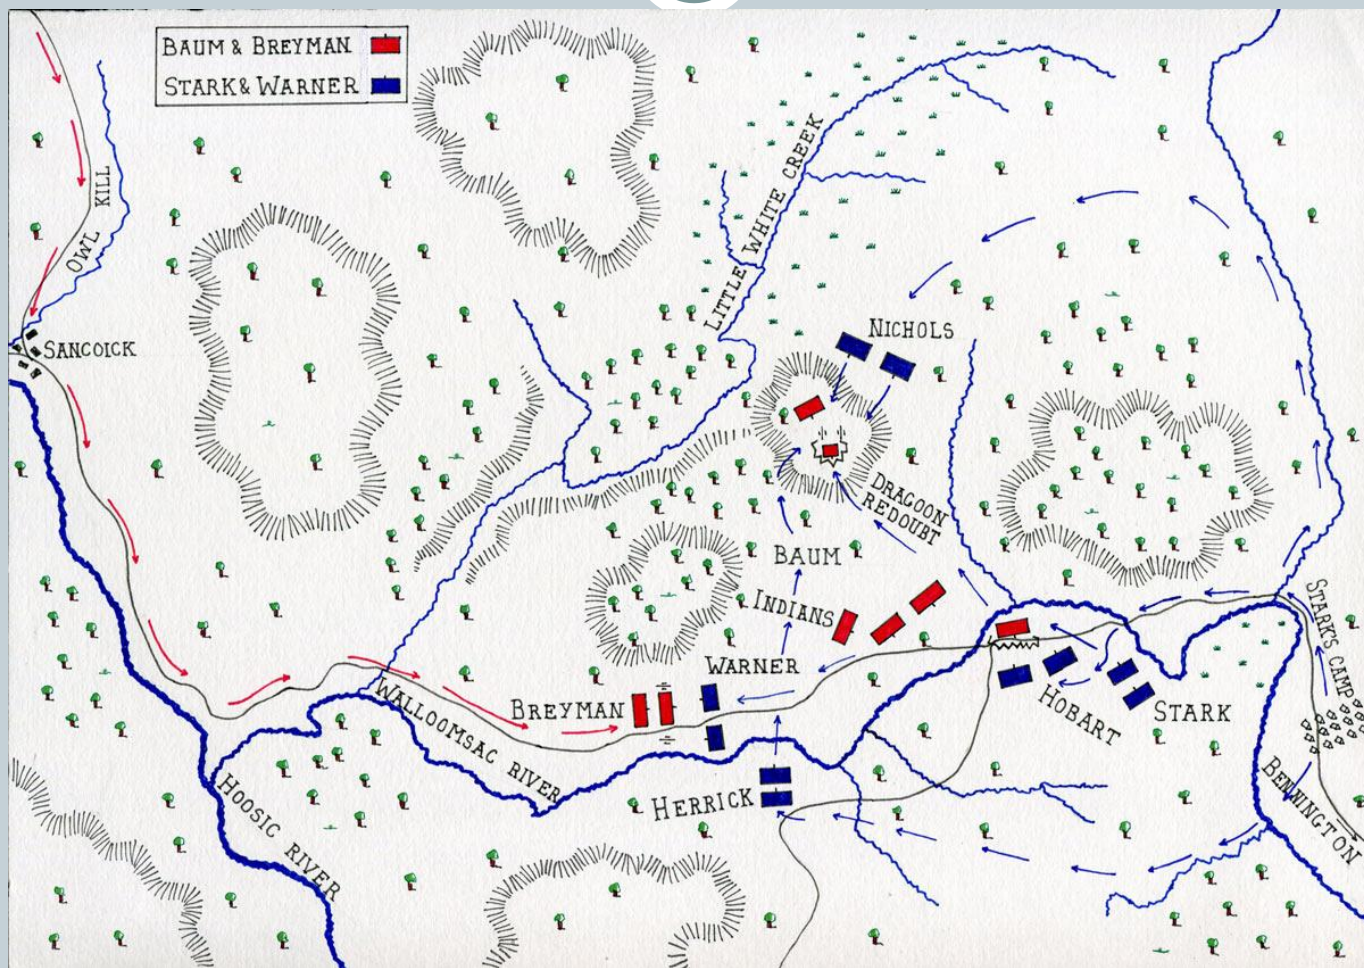 BAUM & BREYMAN
STARK & WARNER
OWL KILL
SANCOICK
LITTLE WHITE CREEK
NICHOLS
DRAGOON
REDOUBT
BAUM
INDIANS
WARNER
BREYMAN
HOBART
STARK
STARK'S CAMP
WALLOOMSAC RIVER
HERRICK
HOOSIC RIVER
BENNINGTON